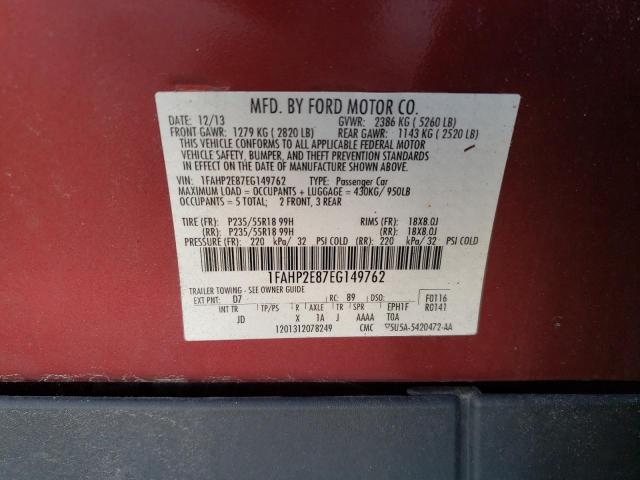 MFD. BY FORD MOTOR CO.
DATE: 12/13 GVWR: 2386 KG ( 5260 LB)
FRONT GAWR: 1279 KG ( 2820 LB) REAR GAWR: 1143 KG ( 2520 LB)
THIS VEHICLE CONFORMS TO ALL APPLICABLE FEDERAL MOTOR
VEHICLE SAFETY, BUMPER, AND THEFT PREVENTION STANDARDS
IN EFFECT ON THE DATE OF MANUFACTURE SHOWN ABOVE.
VIN: 1FAHP2E87EG149762 TYPE: Passenger Car
MAXIMUM LOAD = OCCUPANTS + LUGGAGE = 430KG/ 950LB
OCCUPANTS = 5 TOTAL; 2 FRONT, 3 REAR
TIRE (FR): P235/55R18 99H RIMS (FR): 18X8.0J
(RR): P235/55R18 99H (RR): 18X8.0J
PRESSURE (FR): 220 kPa/ 32 PSI COLD (RR): 220 kPa/ 32 PSI COLD
1FAHP2E87EG149762
TRAILER TOWING - SEE OWNER GUIDE
EXT PNT: D7 RC: 89 DSO: F0116
INT TR TP/PS R AXLE TR SPR EPH1F R0141
JD X 1A J AAAA TOA
1201312078249 CMC 5U5A-5420472-AA